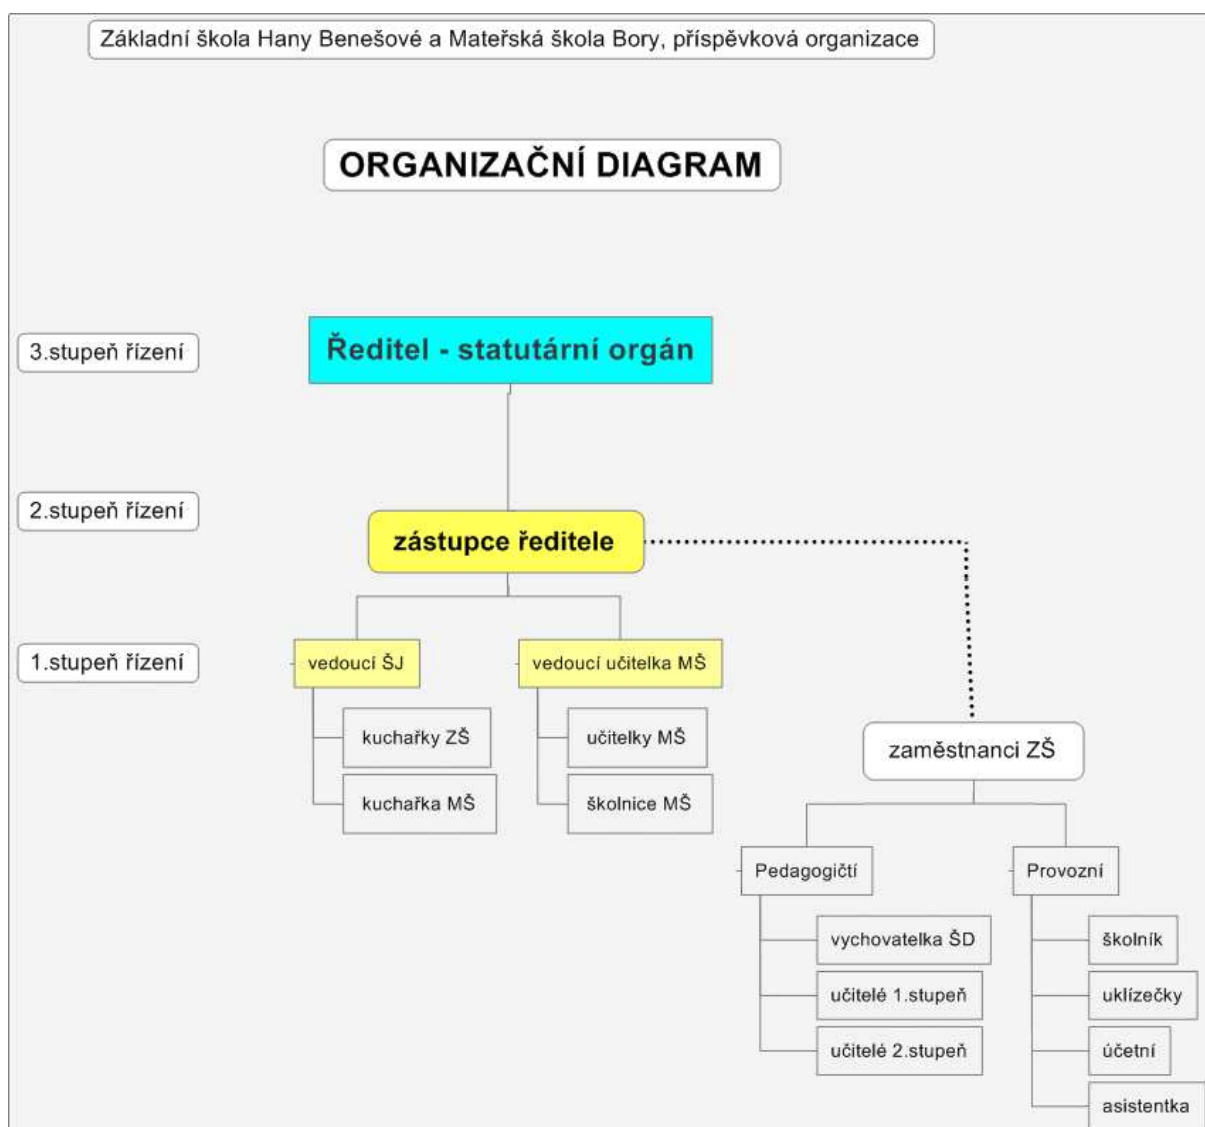 Základní škola Hany Benešové a Mateřská škola Bory, příspěvková organizace
ORGANIZAČNÍ DIAGRAM
3.stupeň řízení
Ředitel - statutární orgán
2.stupeň řízení
zástupce ředitele
1.stupeň řízení
vedoucí ŠJ
vedoucí učitelka MŠ
kuchařky ZŠ
učitelky MŠ
kuchařka MŠ
školnice MŠ
zaměstnanci ZŠ
Pedagogičtí
Provozní
vychovatelka ŠD
školník
učitelé 1.stupeň
uklízečky
učitelé 2.stupeň
účetní
asistentka